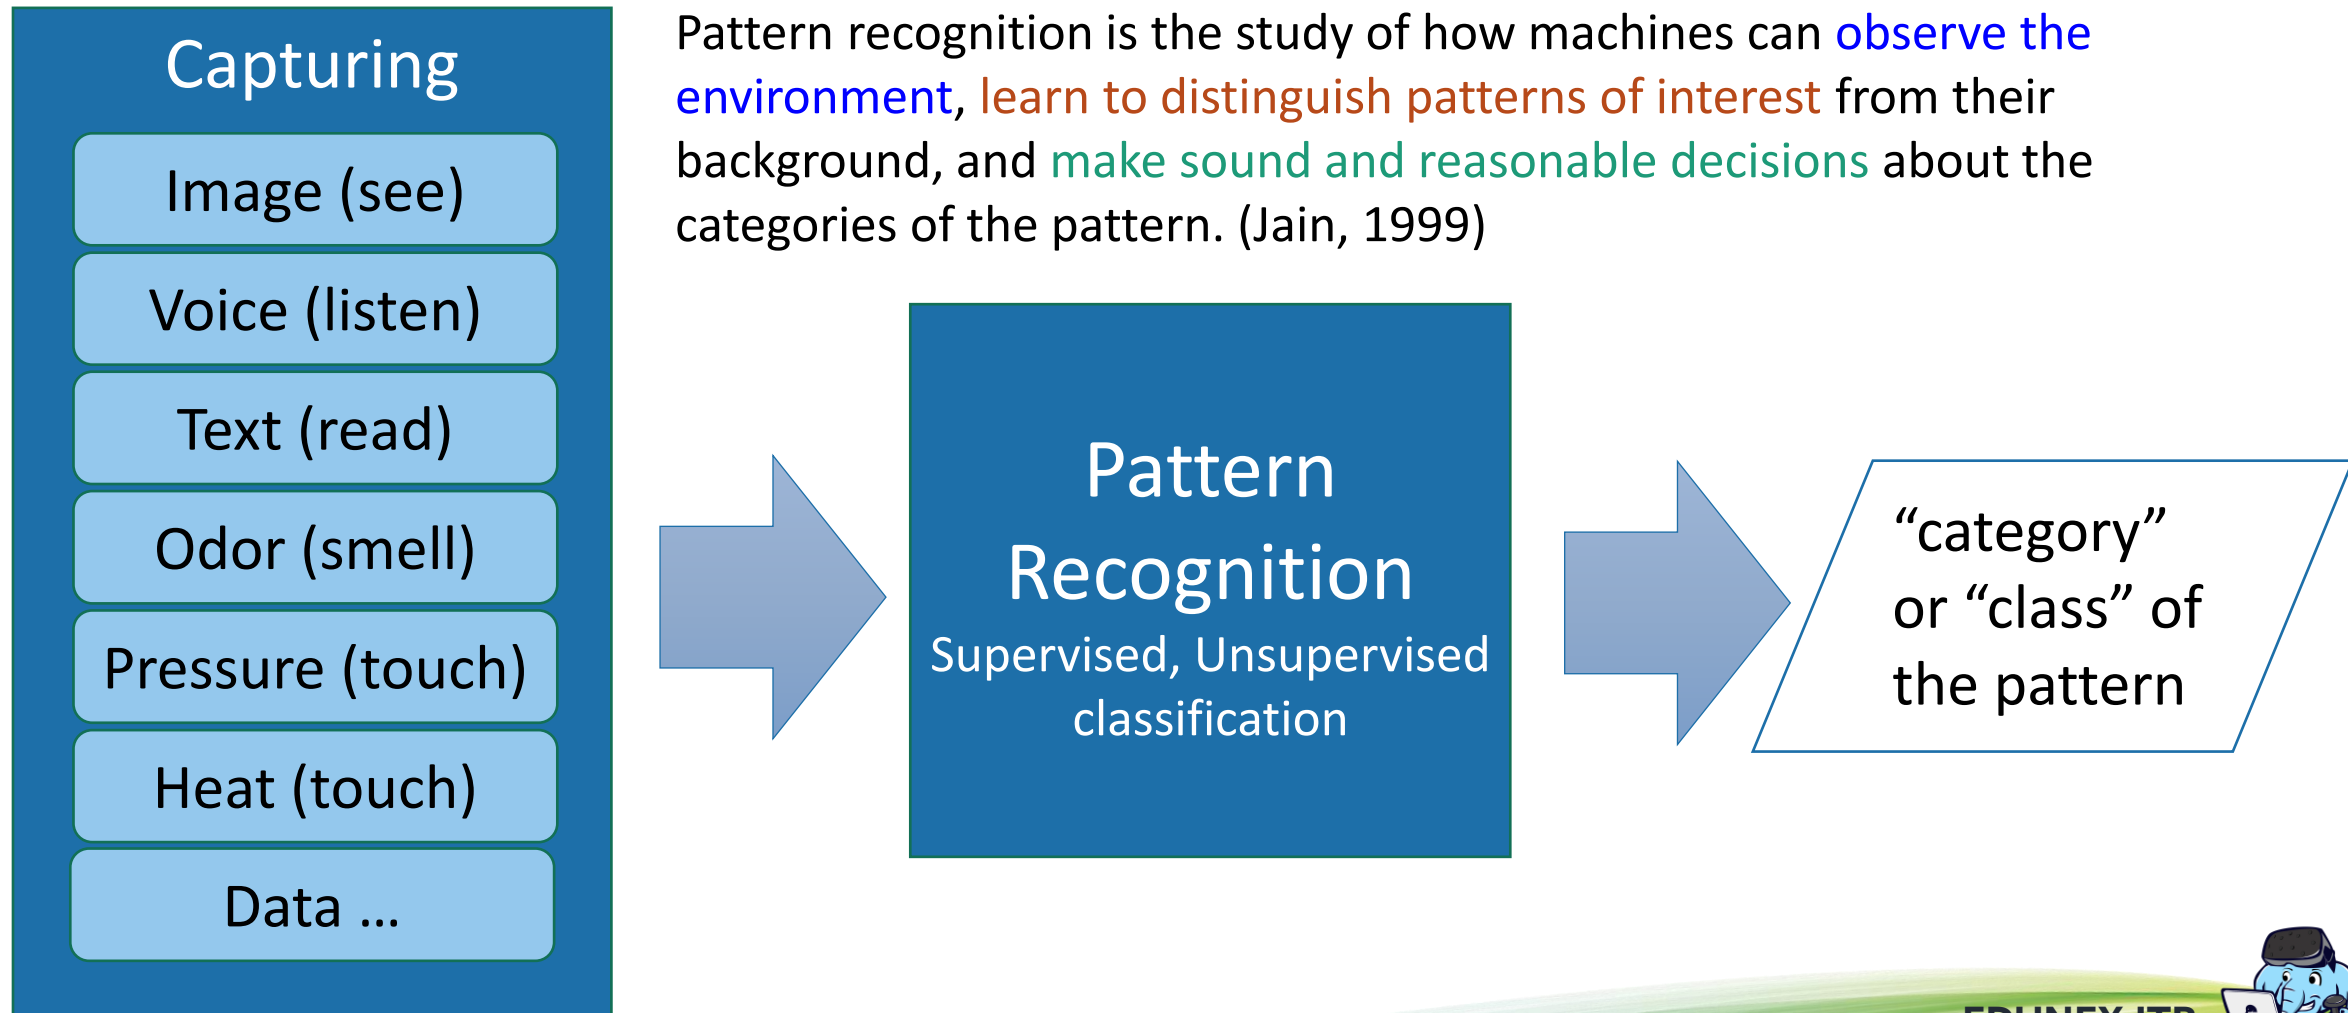 Capturing
Image (see)
Voice (listen)
Text (read)
Odor (smell)
Pressure (touch)
Heat (touch)
Data ...
Pattern recognition is the study of how machines can observe the
environment, learn to distinguish patterns of interest from their
background, and make sound and reasonable decisions about the
categories of the pattern. (Jain, 1999)
Pattern
Recognition
Supervised, Unsupervised
classification
“category”
or “class” of
the pattern